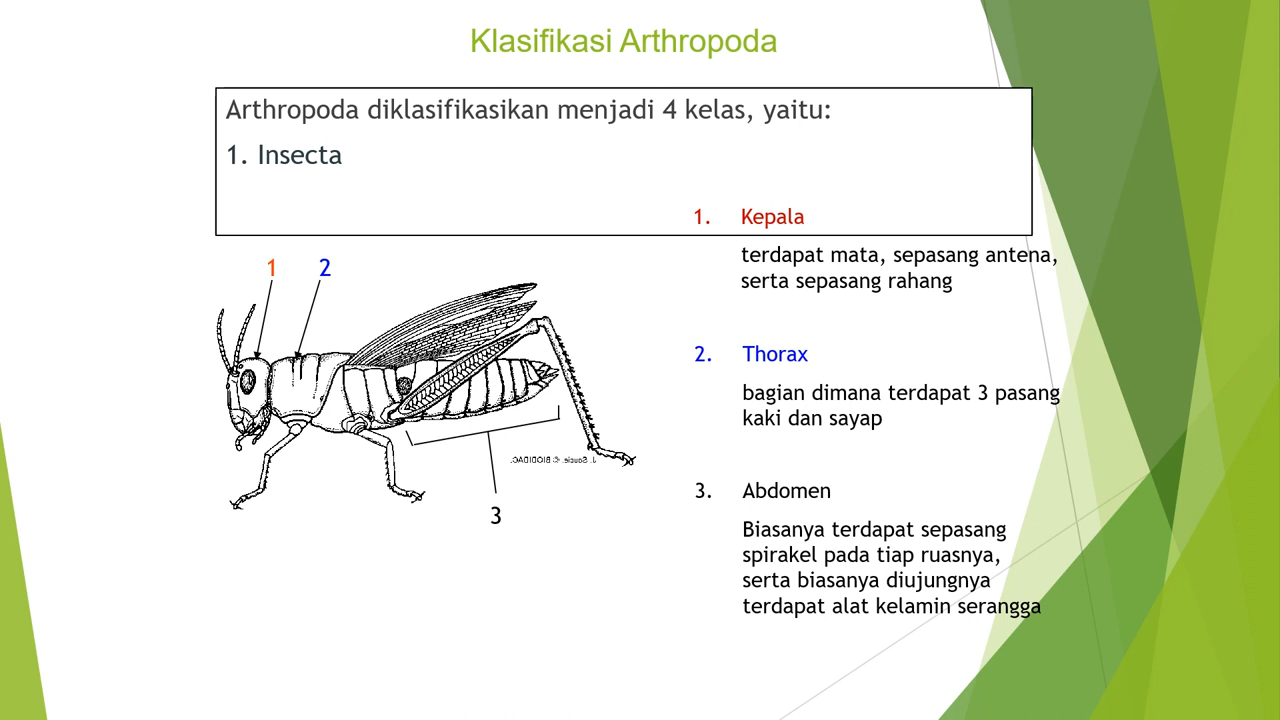 Klasifikasi Arthropoda
Arthropoda diklasifikasikan menjadi 4 kelas, yaitu:
1. Insecta
1. Kepala
terdapat mata, sepasang antena,
serta sepasang rahang
1 2
2. Thorax
bagian dimana terdapat 3 pasang
kaki dan sayap
J. Soucie © BIODIDAC.
3. Abdomen
3
Biasanya terdapat sepasang
spirakel pada tiap ruasnya,
serta biasanya diujungnya
terdapat alat kelamin serangga